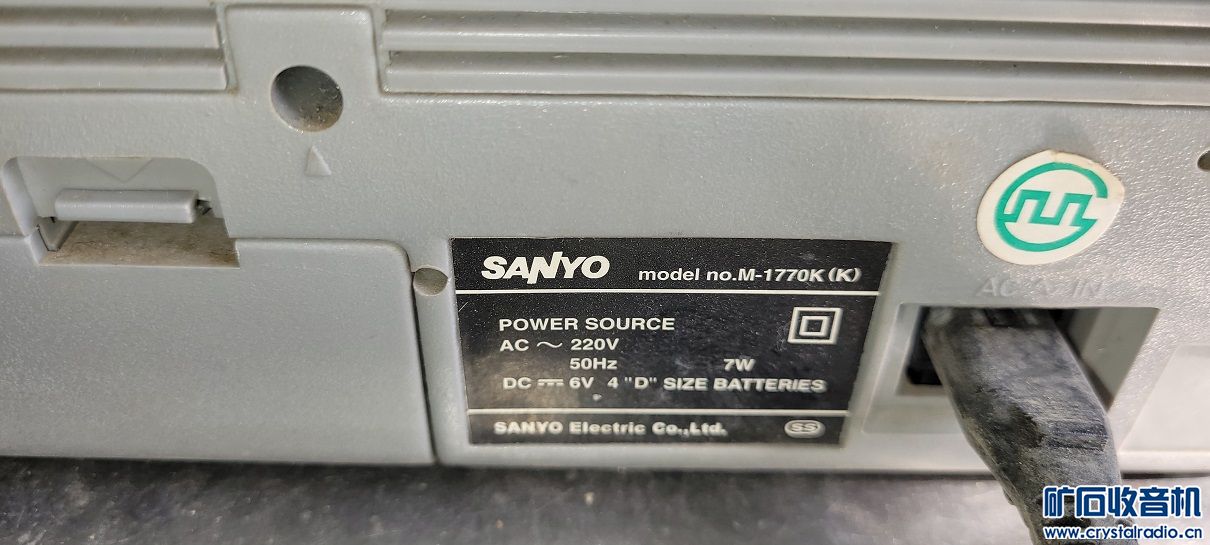 SANYO model no.M-1770K(K)
POWER SOURCE
AC ～ 220V
50Hz 7W
DC ⎓ 6V 4 "D" SIZE BATTERIES
SANYO Electric Co.,Ltd.
SS
AC ～ IN
矿石收音机
www.crystalradio.cn